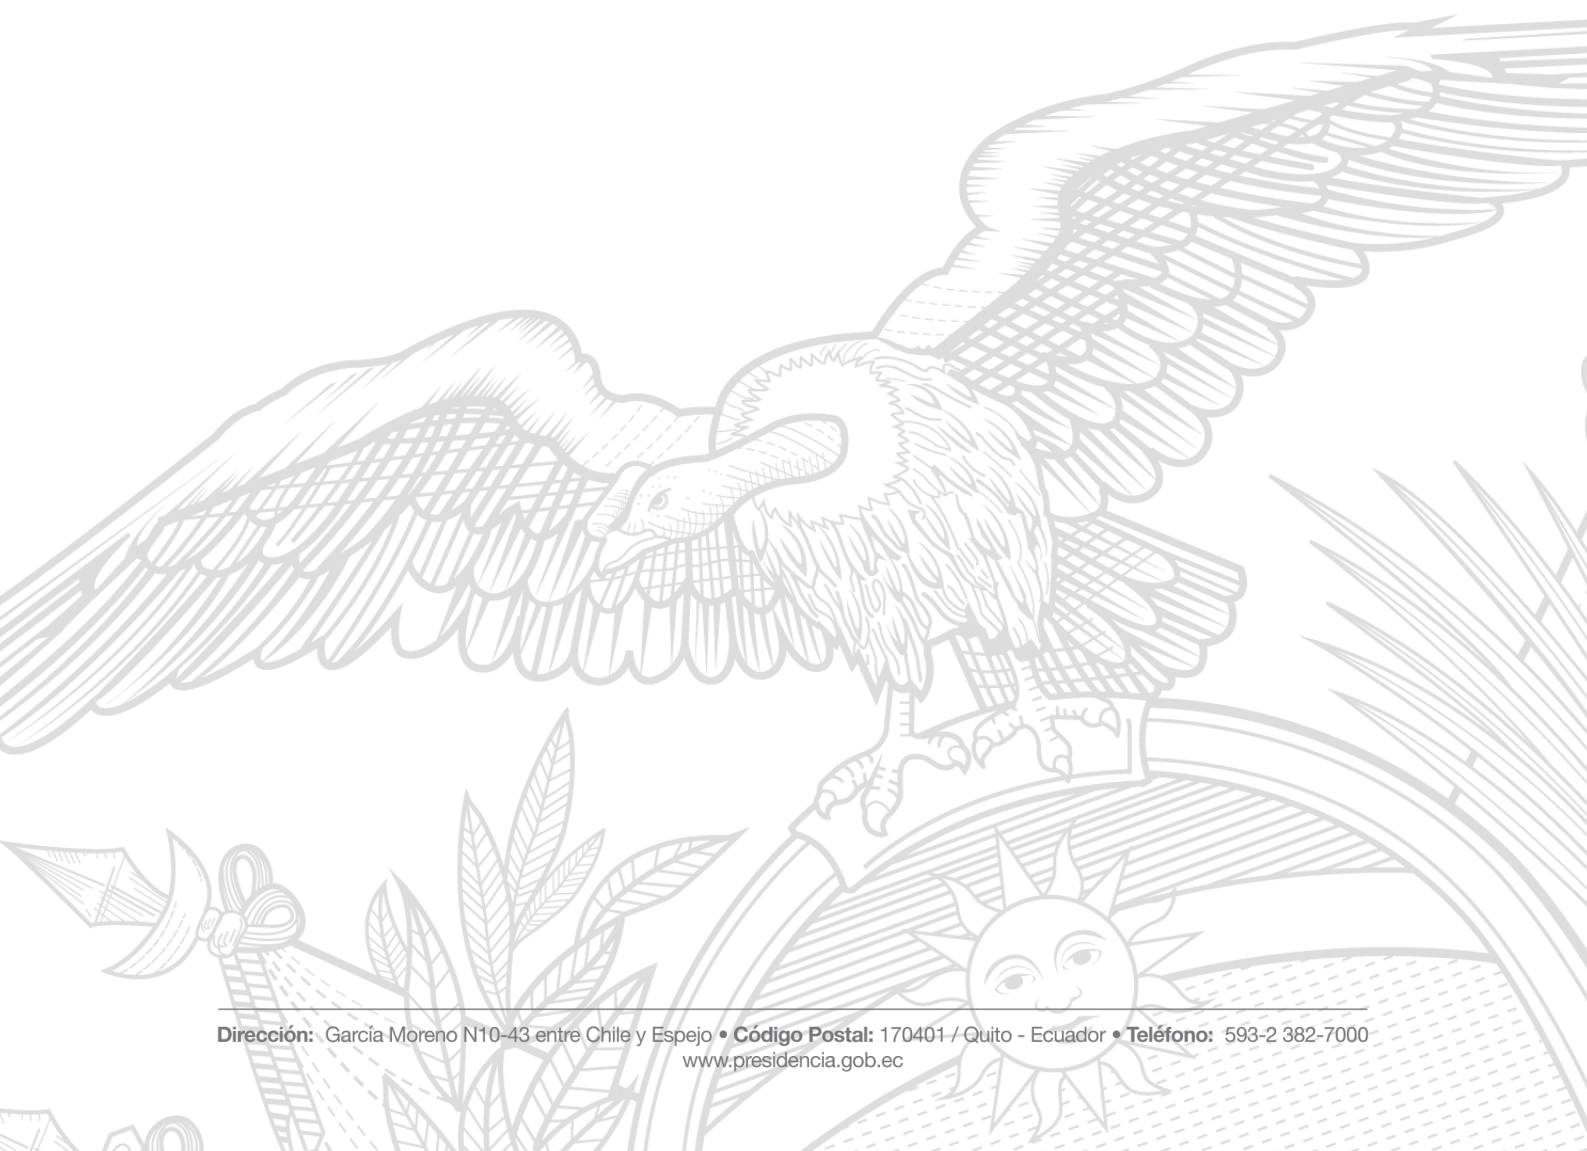 Dirección: García Moreno N10-43 entre Chile y Espejo • Código Postal: 170401 / Quito - Ecuador • Teléfono: 593-2 382-7000
www.presidencia.gob.ec